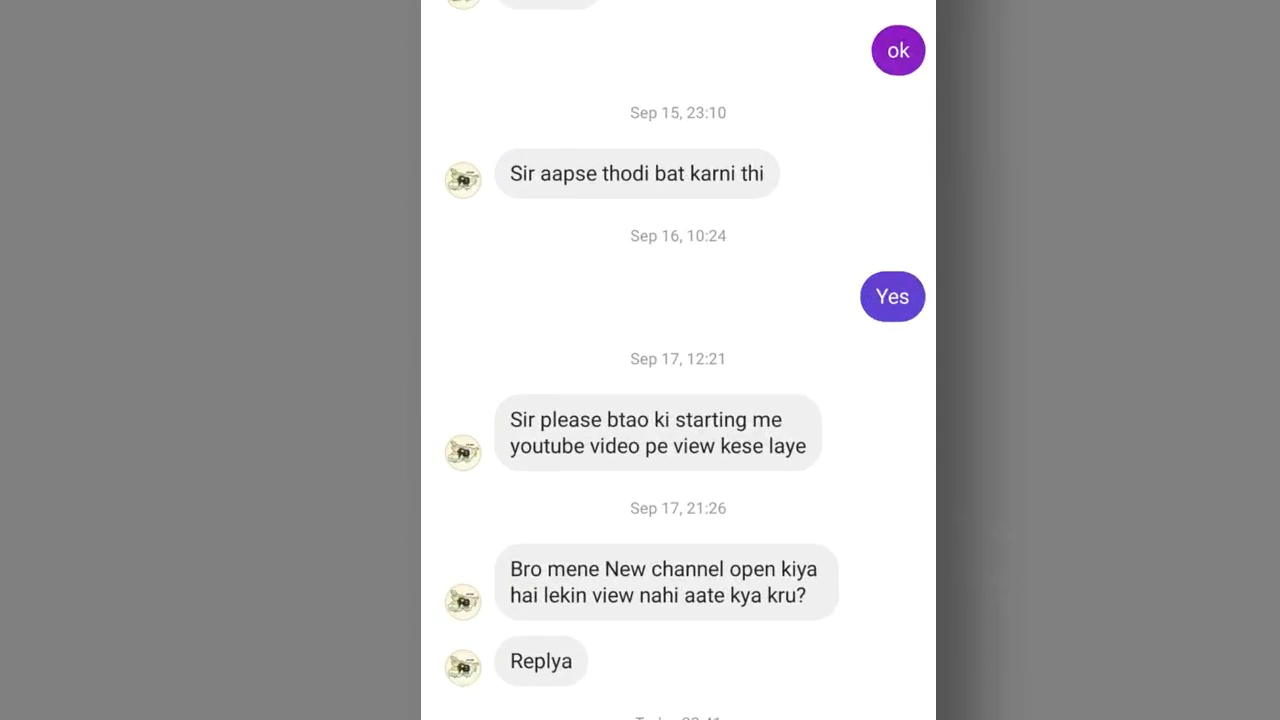 ok
Sep 15, 23:10
Sir aapse thodi bat karni thi
Sep 16, 10:24
Yes
Sep 17, 12:21
Sir please btao ki starting me
youtube video pe view kese laye
Sep 17, 21:26
Bro mene New channel open kiya
hai lekin view nahi aate kya kru?
Replya